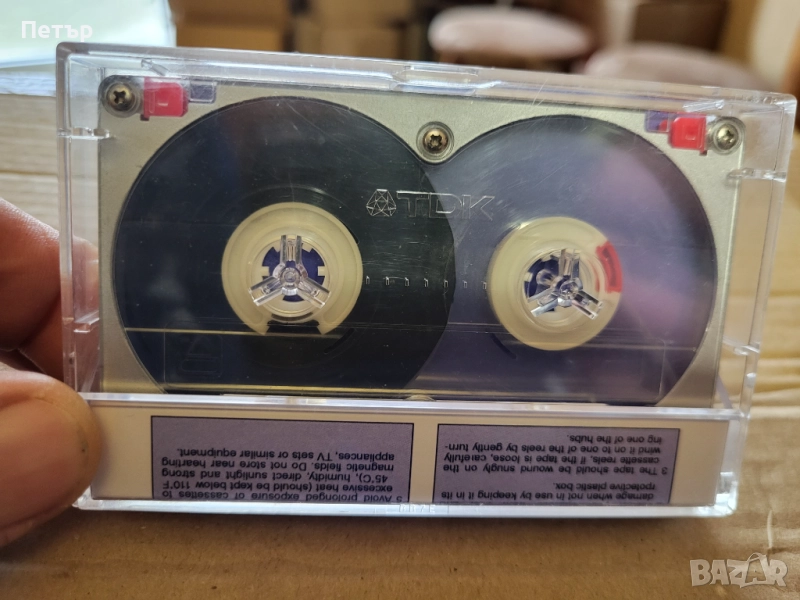 Петър
TDK
5 Avoid prolonged exposure of cassettes to
excessive heat (should be kept below 110°F
45°C), humidity, direct sunlight and strong
magnetic fields. Do not store near hearting
appliances, TV sets or similar equipment.
damage when not in use by keeping it in its
rpotective plastic box.
3 The tape should be wound snugly on the
cassette reels, If the tape is loose, carefully
wind it on to one of the reels by gently turn-
ing one of the hubs.
BAZAR